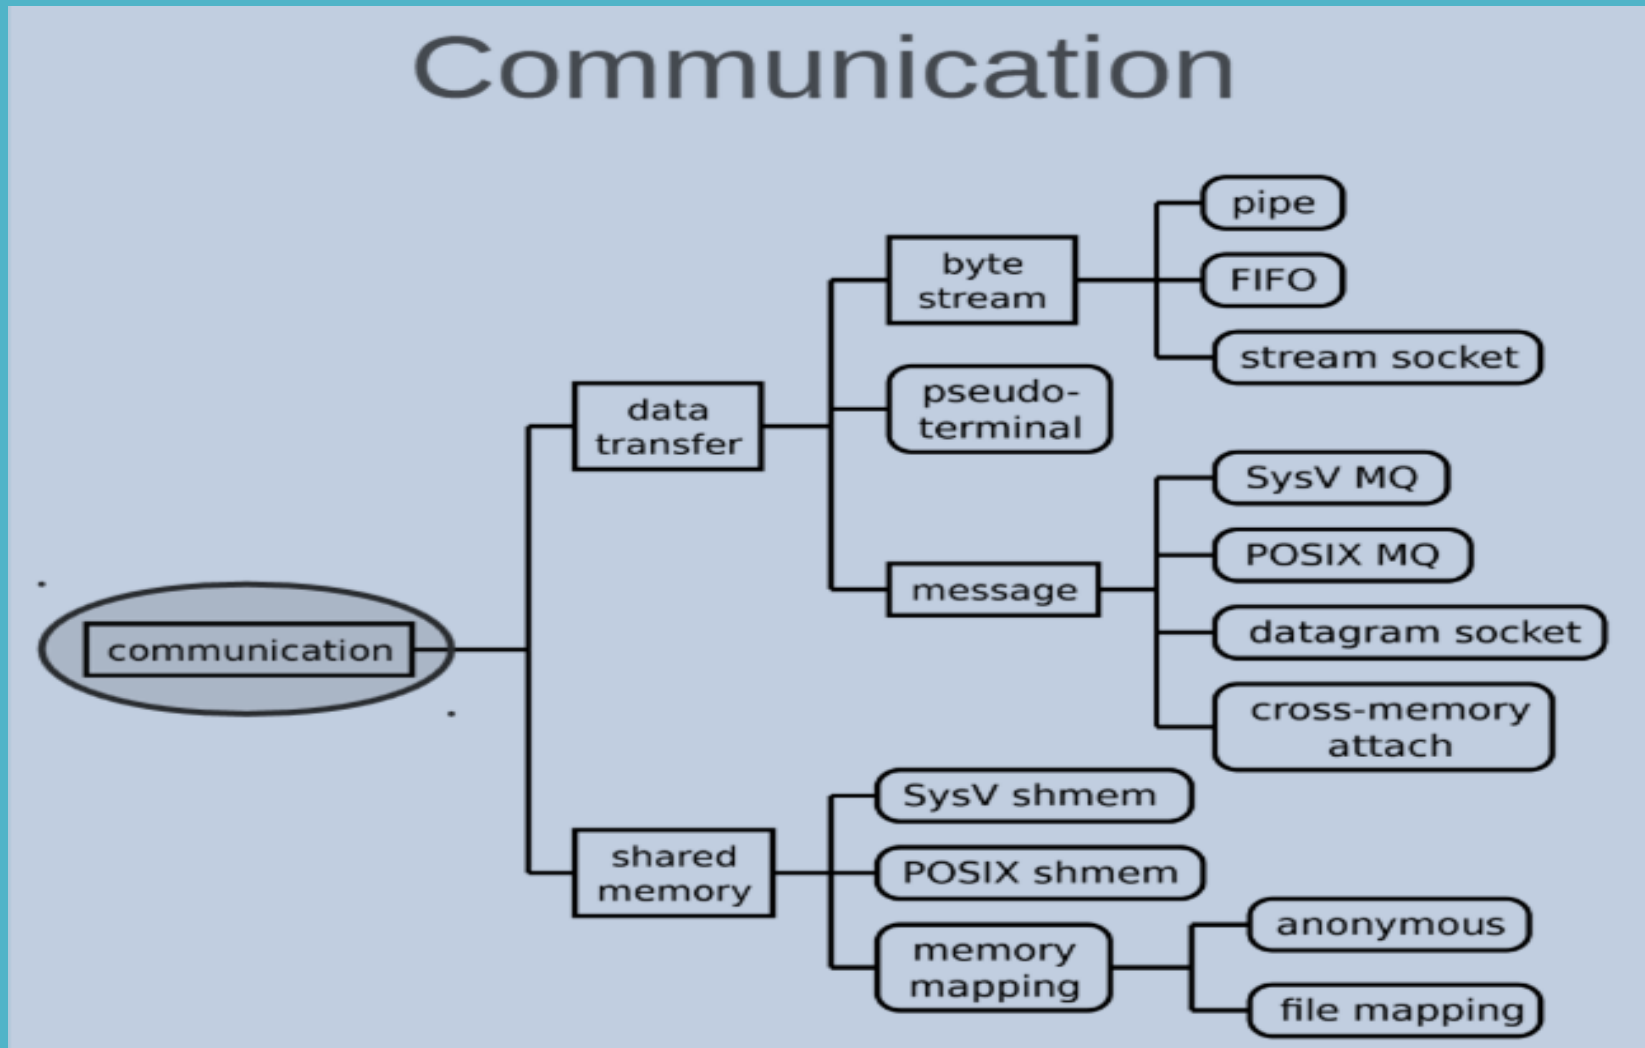 Communication
pipe
byte
stream
FIFO
stream socket
pseudo-
terminal
data
transfer
SysV MQ
POSIX MQ
message
datagram socket
cross-memory
attach
communication
SysV shmem
shared
memory
POSIX shmem
memory
mapping
anonymous
file mapping